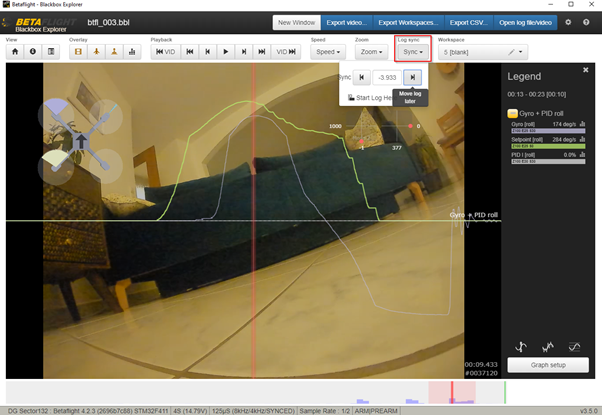 Betaflight - Blackbox Explorer
BETAFLIGHT
Blackbox Explorer
btfl_003.bbl
New Window
Export video...
Export Workspaces...
Export CSV...
Open log file/video
View
Overlay
Playback
Speed
Zoom
Log sync
Workspace
VID
VID
Speed
Zoom
Sync
5 [blank]
Sync
-3.933
Start Log He
Move log
later
1000
0
-1
377
Legend
00:13 - 00:23 [00:10]
Gyro + PID roll
Gyro [roll] 174 deg/s
Setpoint [roll] 284 deg/s
PID I [roll] 0.0%
Gyro + PID roll
00:09.433
#0037120
Graph setup
DG Sector132 : Betaflight 4.2.3 (2696b7c88) STM32F411
4S (14.79V)
125µS (8kHz/4kHz/SYNCED)
Sample Rate : 1/2
ARM|PREARM
v3.5.0